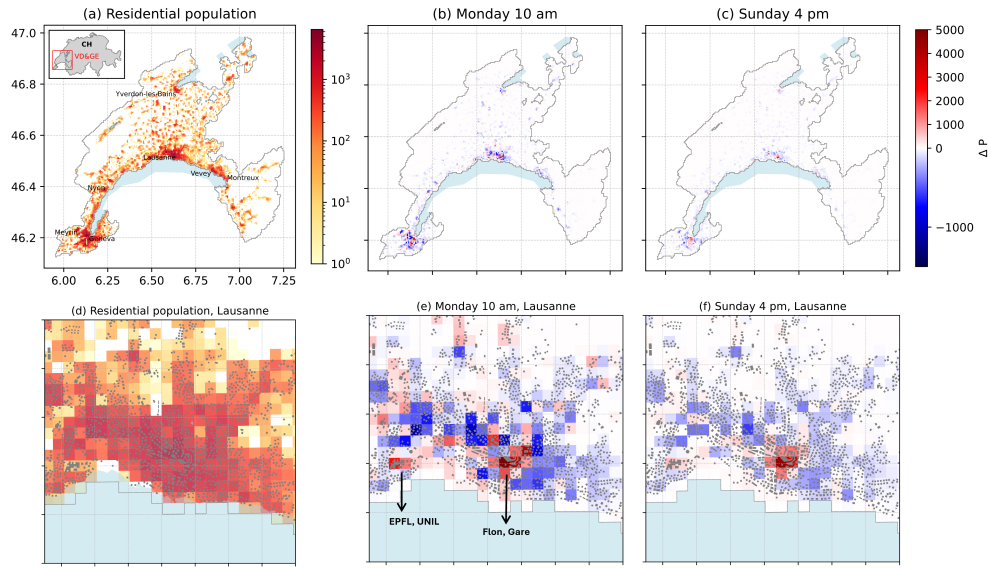 (a) Residential population
(b) Monday 10 am
(c) Sunday 4 pm
47.0
46.8
46.6
46.4
46.2
6.00
6.25
6.50
6.75
7.00
7.25
CH
VD&GE
Yverdon-les-Bains
Lausanne
Vevey
Montreux
Nyon
Meyrin
Geneva
10³
10²
10¹
10⁰
5000
4000
3000
2000
1000
0
−1000
Δ P
(d) Residential population, Lausanne
(e) Monday 10 am, Lausanne
(f) Sunday 4 pm, Lausanne
EPFL, UNIL
Flon, Gare